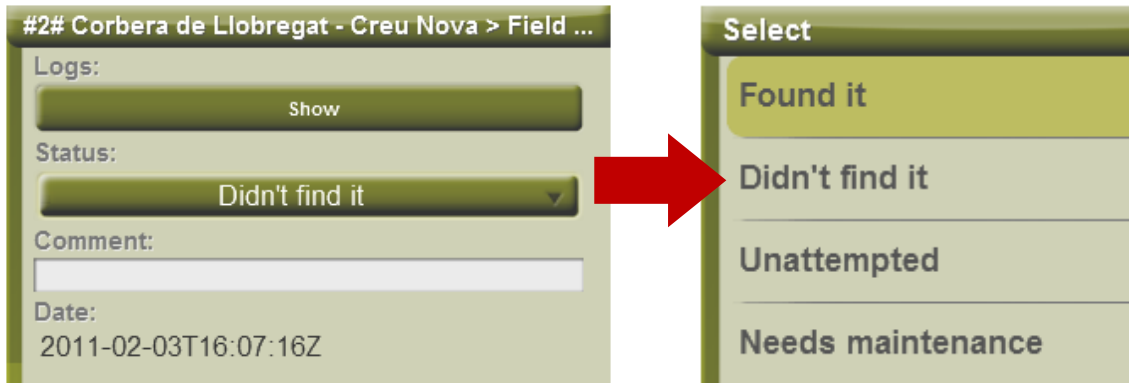 #2# Corbera de Llobregat - Creu Nova > Field ...
Logs:
Show
Status:
Didn't find it
Comment:
Date:
2011-02-03T16:07:16Z
Select
Found it
Didn't find it
Unattempted
Needs maintenance